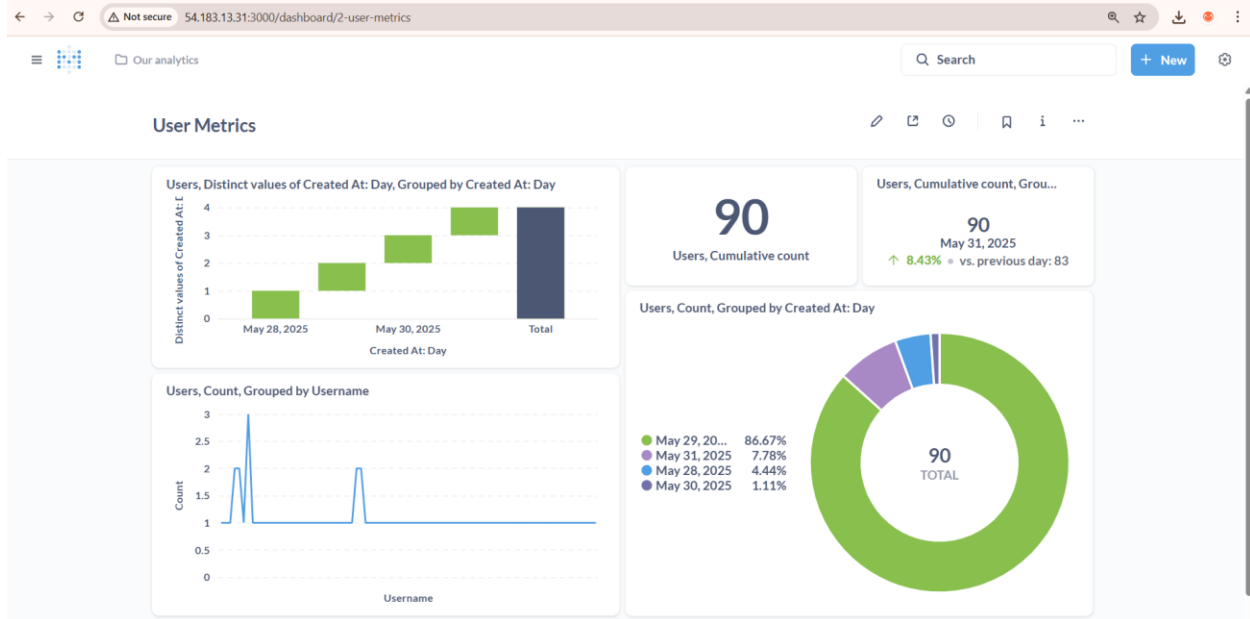 Not secure 54.183.13.31:3000/dashboard/2-user-metrics
Our analytics
Search
+ New
User Metrics
Users, Distinct values of Created At: Day, Grouped by Created At: Day
Distinct values of Created At: D
4
3
2
1
0
May 28, 2025 May 30, 2025 Total
Created At: Day
90
Users, Cumulative count
Users, Cumulative count, Grou...
90
May 31, 2025
↑ 8.43% • vs. previous day: 83
Users, Count, Grouped by Username
Count
3
2.5
2
1.5
1
0.5
0
Username
Users, Count, Grouped by Created At: Day
May 29, 20... 86.67%
May 31, 2025 7.78%
May 28, 2025 4.44%
May 30, 2025 1.11%
90
TOTAL